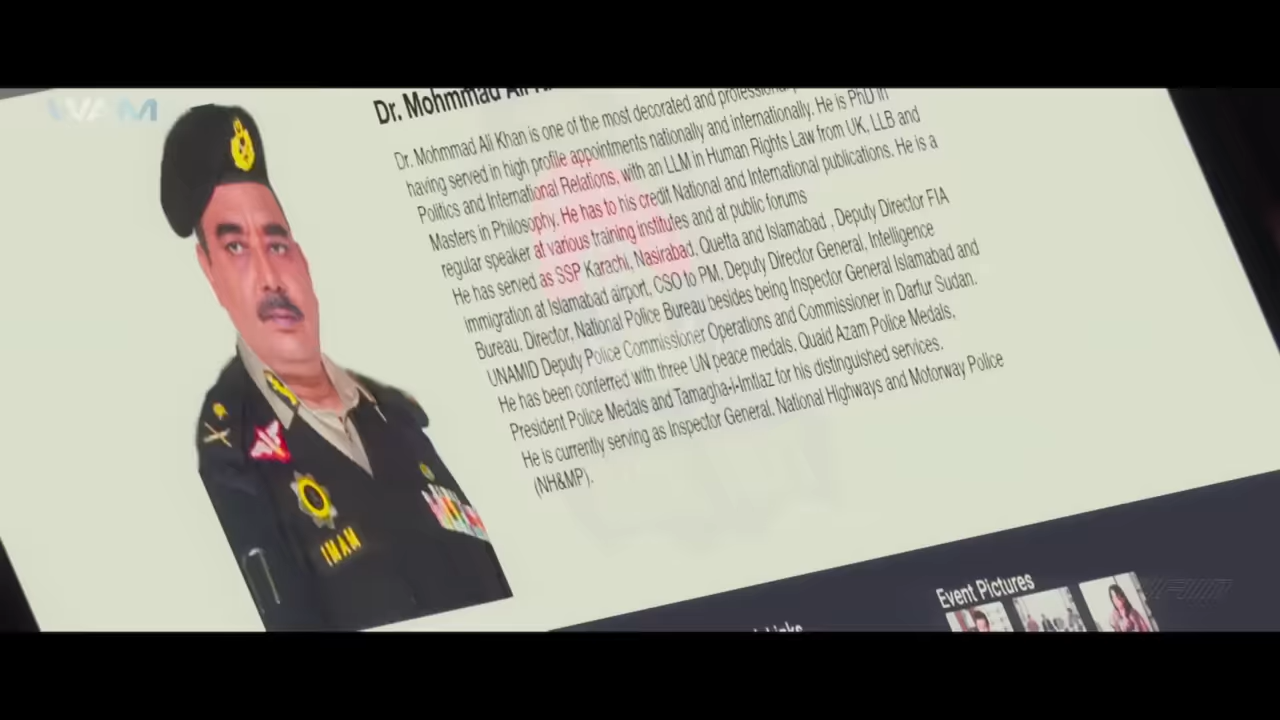 WAM
Dr. Mohmmad Ali
Dr. Mohmmad Ali Khan is one of the most decorated and
having served in high profile appointments nationally and internationally. He is PhD in
Politics and International Relations, with an LLM in Human Rights Law from UK, LLB and
Masters in Philosophy. He has to his credit National and International publications. He is a
regular speaker at various training institutes and at public forums
He has served as SSP Karachi, Nasirabad, Quetta and Islamabad , Deputy Director FIA
immigration at Islamabad airport, CSO to PM, Deputy Director General, Intelligence
Bureau, Director, National Police Bureau besides being Inspector General Islamabad and
UNAMID Deputy Police Commissioner Operations and Commissioner in Darfur Sudan.
He has been conferred with three UN peace medals, Quaid Azam Police Medals,
President Police Medals and Tamagha-i-Imtiaz for his distinguished services.
He is currently serving as Inspector General, National Highways and Motorway Police
(NH&MP).
IMAM
Event Pictures